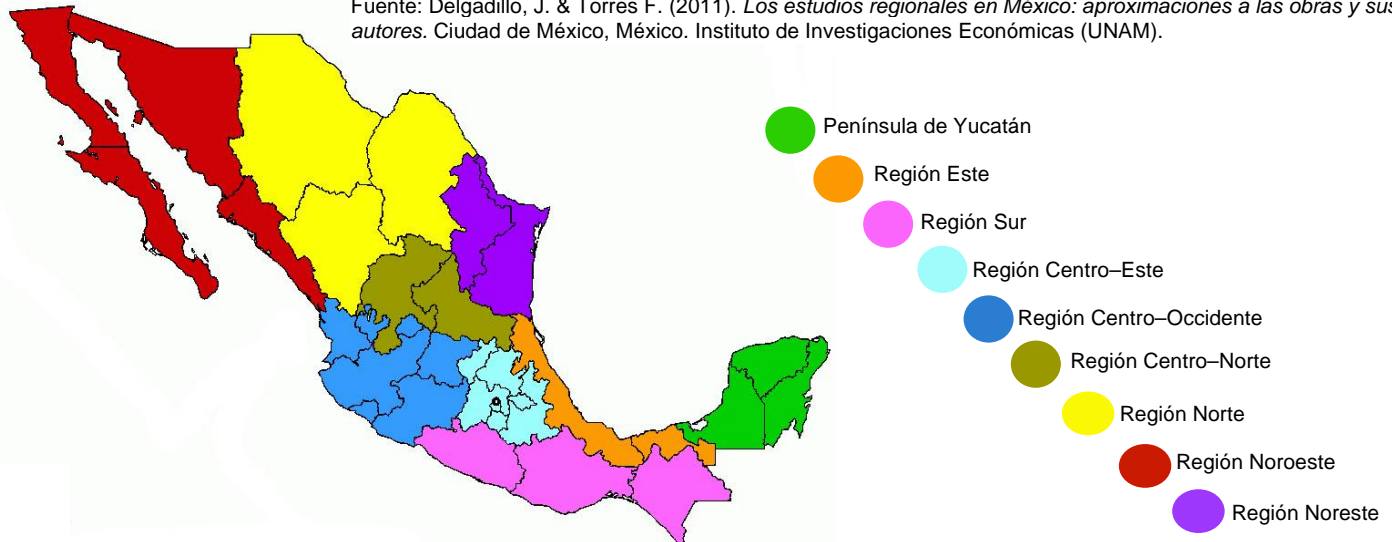 Fuente: Delgadillo, J. & Torres F. (2011). Los estudios regionales en México: aproximaciones a las obras y sus
autores. Ciudad de México, México. Instituto de Investigaciones Económicas (UNAM).
Península de Yucatán
Región Este
Región Sur
Región Centro–Este
Región Centro–Occidente
Región Centro–Norte
Región Norte
Región Noroeste
Región Noreste